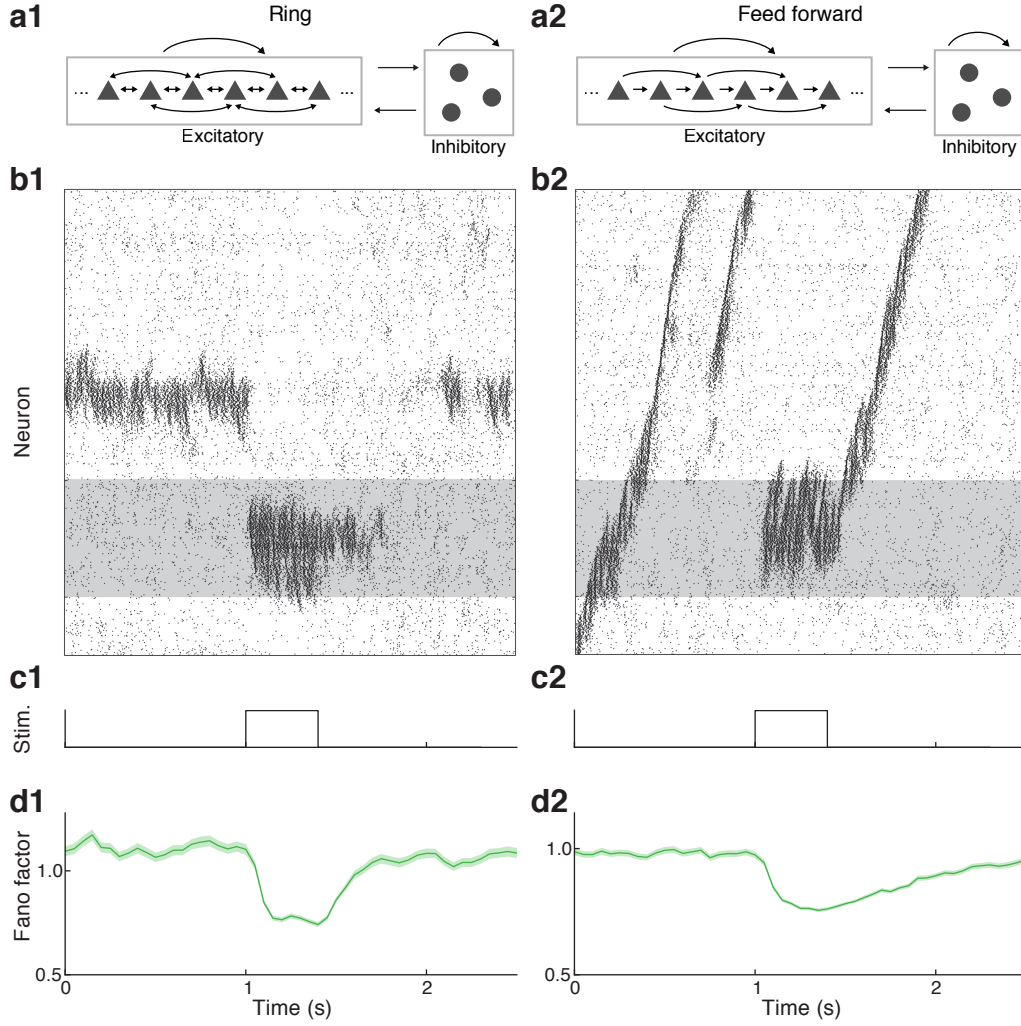 a1 Ring
... ...
Excitatory
Inhibitory
a2 Feed forward
... ...
Excitatory
Inhibitory
b1
b2
Neuron
c1
c2
Stim.
d1
d2
Fano factor
1.0
0.5
0 1 2
Time (s)
1.0
0.5
0 1 2
Time (s)